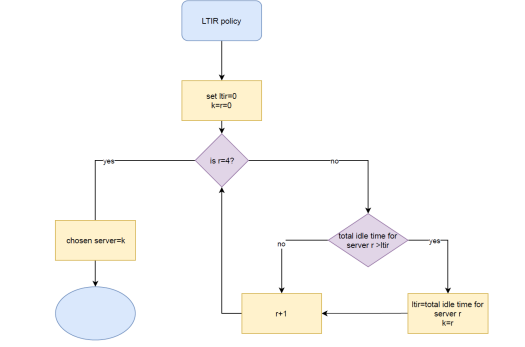 LTIR policy
set ltir=0
k=r=0
is r=4?
yes
no
chosen server=k
total idle time for
server r >ltir
no
yes
r+1
ltir=total idle time for
server r
k=r